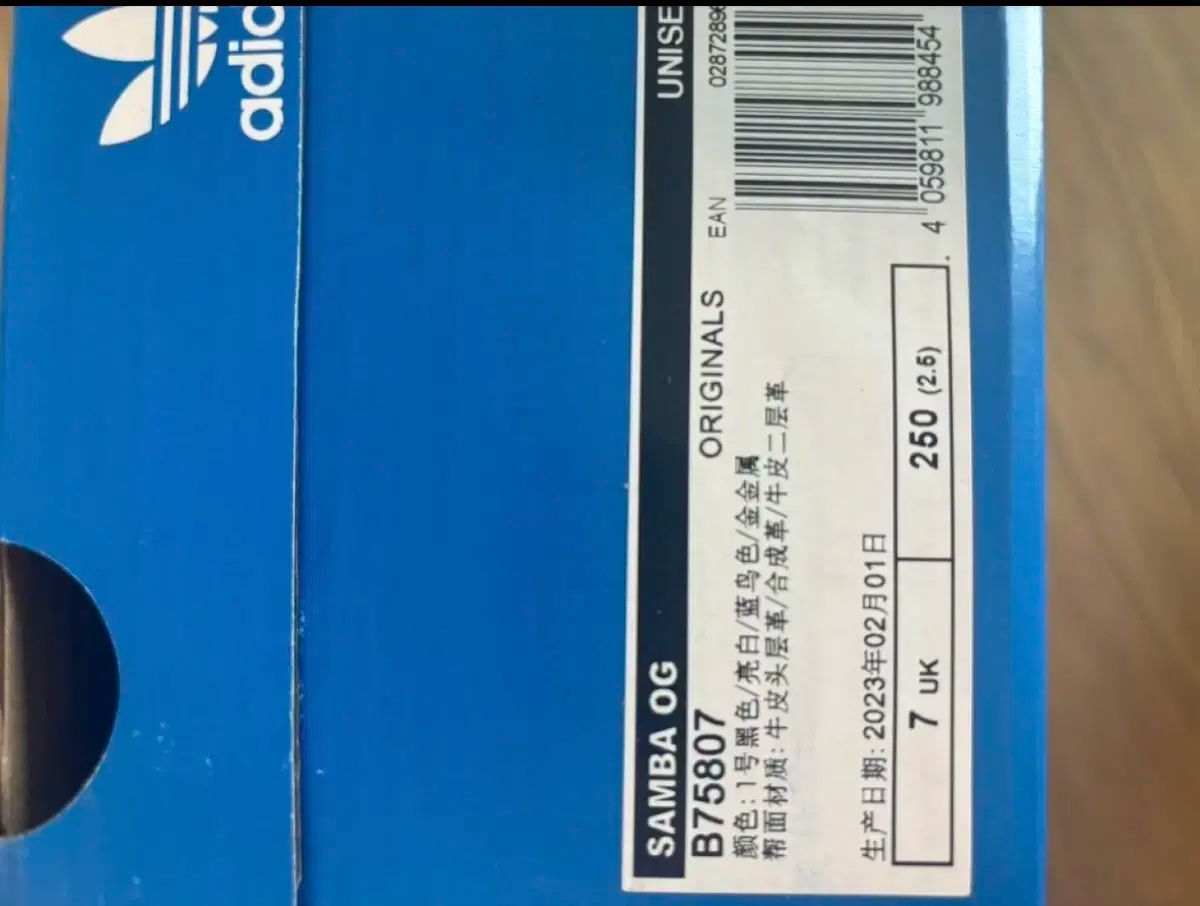 adid
SAMBA OG
UNISE
B75807
ORIGINALS
EAN
0287289
颜色:1号黑色/亮白/蓝鸟色/金金属
帮面材质:牛皮头层革/合成革/牛皮二层革
4 059811 988454
生产日期:2023年02月01日
7 UK
250 (2.5)